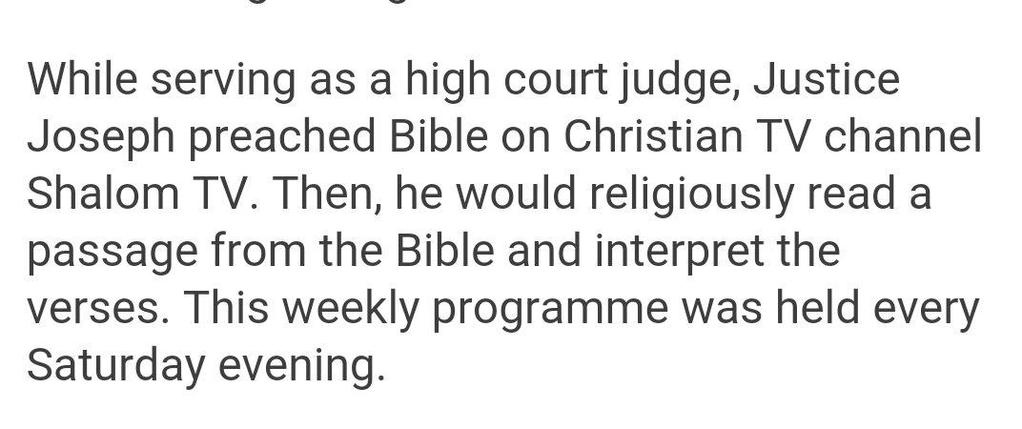 While serving as a high court judge, Justice
Joseph preached Bible on Christian TV channel
Shalom TV. Then, he would religiously read a
passage from the Bible and interpret the
verses. This weekly programme was held every
Saturday evening.